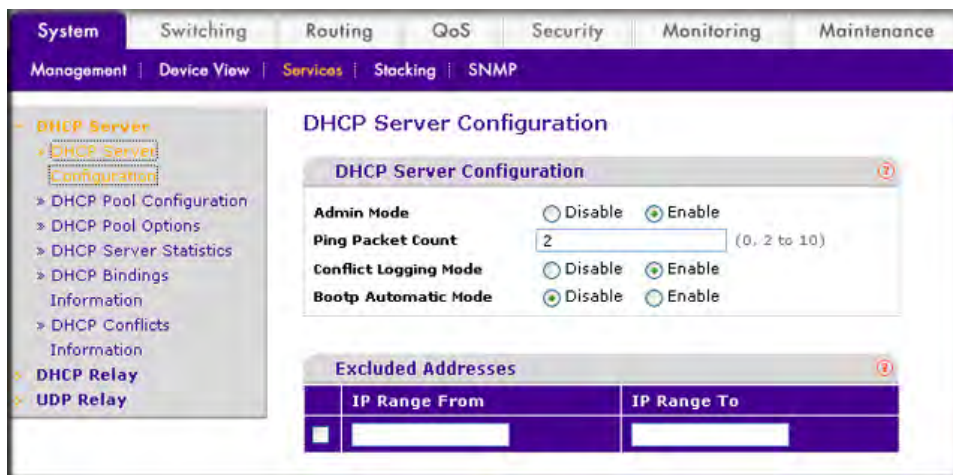 System Switching Routing QoS Security Monitoring Maintenance
Management | Device View | Services | Stacking | SNMP
DHCP Server
» DHCP Server
Configuration
» DHCP Pool Configuration
» DHCP Pool Options
» DHCP Server Statistics
» DHCP Bindings
Information
» DHCP Conflicts
Information
DHCP Relay
UDP Relay
DHCP Server Configuration
DHCP Server Configuration
Admin Mode Disable Enable
Ping Packet Count 2 (0, 2 to 10)
Conflict Logging Mode Disable Enable
Bootp Automatic Mode Disable Enable
Excluded Addresses
IP Range From IP Range To